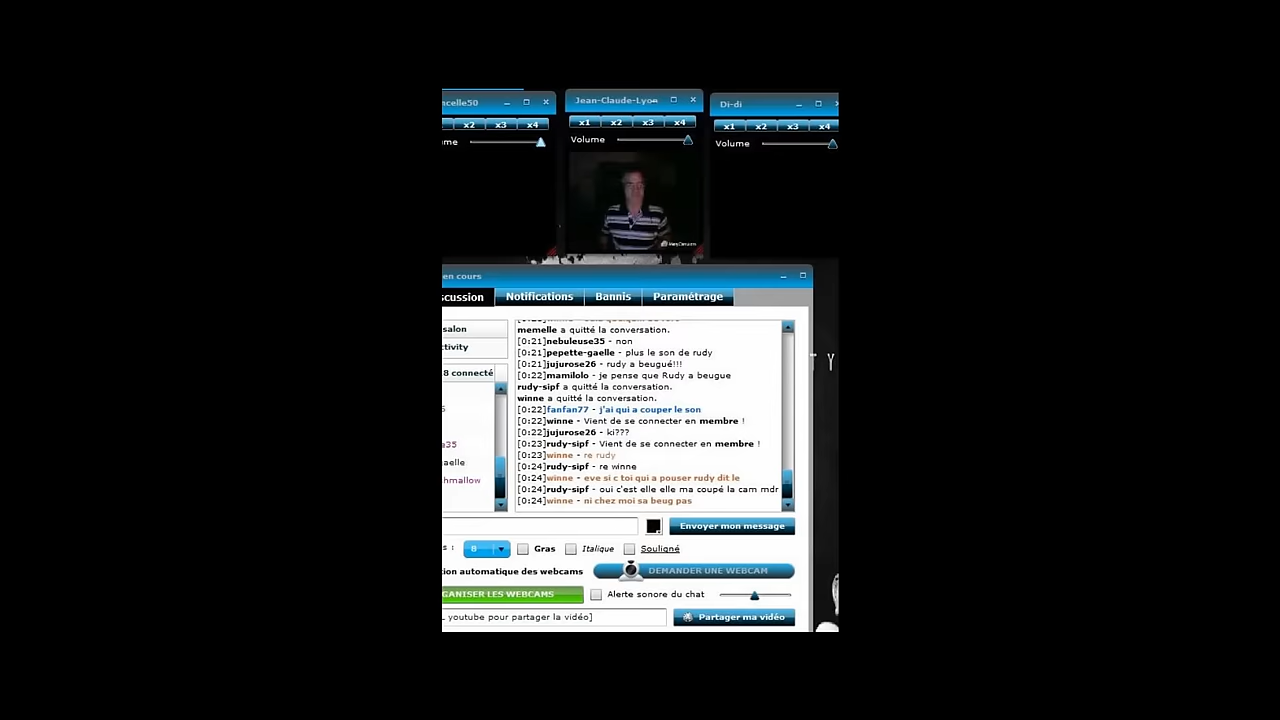 ncelle50
Jean-Claude-Lyon
Di-di
x2 x3 x4
x1 x2 x3 x4
x1 x2 x3 x4
me
Volume
Volume
en cours
scussion
Notifications
Bannis
Paramétrage
salon
tivity
8 connecté
a35
aelle
hmallow
memelle a quitté la conversation.
[0:21]nebuleuse35 - non
[0:21]pepette-gaelle - plus le son de rudy
[0:21]jujurose26 - rudy a beugué!!!
[0:22]mamilolo - je pense que Rudy a beugue
rudy-sipf a quitté la conversation.
winne a quitté la conversation.
[0:22]fanfan77 - j'ai qui a couper le son
[0:22]winne - Vient de se connecter en membre !
[0:22]jujurose26 - ki???
[0:23]rudy-sipf - Vient de se connecter en membre !
[0:23]winne - re rudy
[0:24]rudy-sipf - re winne
[0:24]winne - eve si c toi qui a pouser rudy dit le
[0:24]rudy-sipf - oui c'est elle elle ma coupé la cam mdr
[0:24]winne - ni chez moi sa beug pas
T Y
Envoyer mon message
s :
8
Gras
Italique
Souligné
tion automatique des webcams
DEMANDER UNE WEBCAM
GANISER LES WEBCAMS
Alerte sonore du chat
L youtube pour partager la vidéo]
Partager ma vidéo